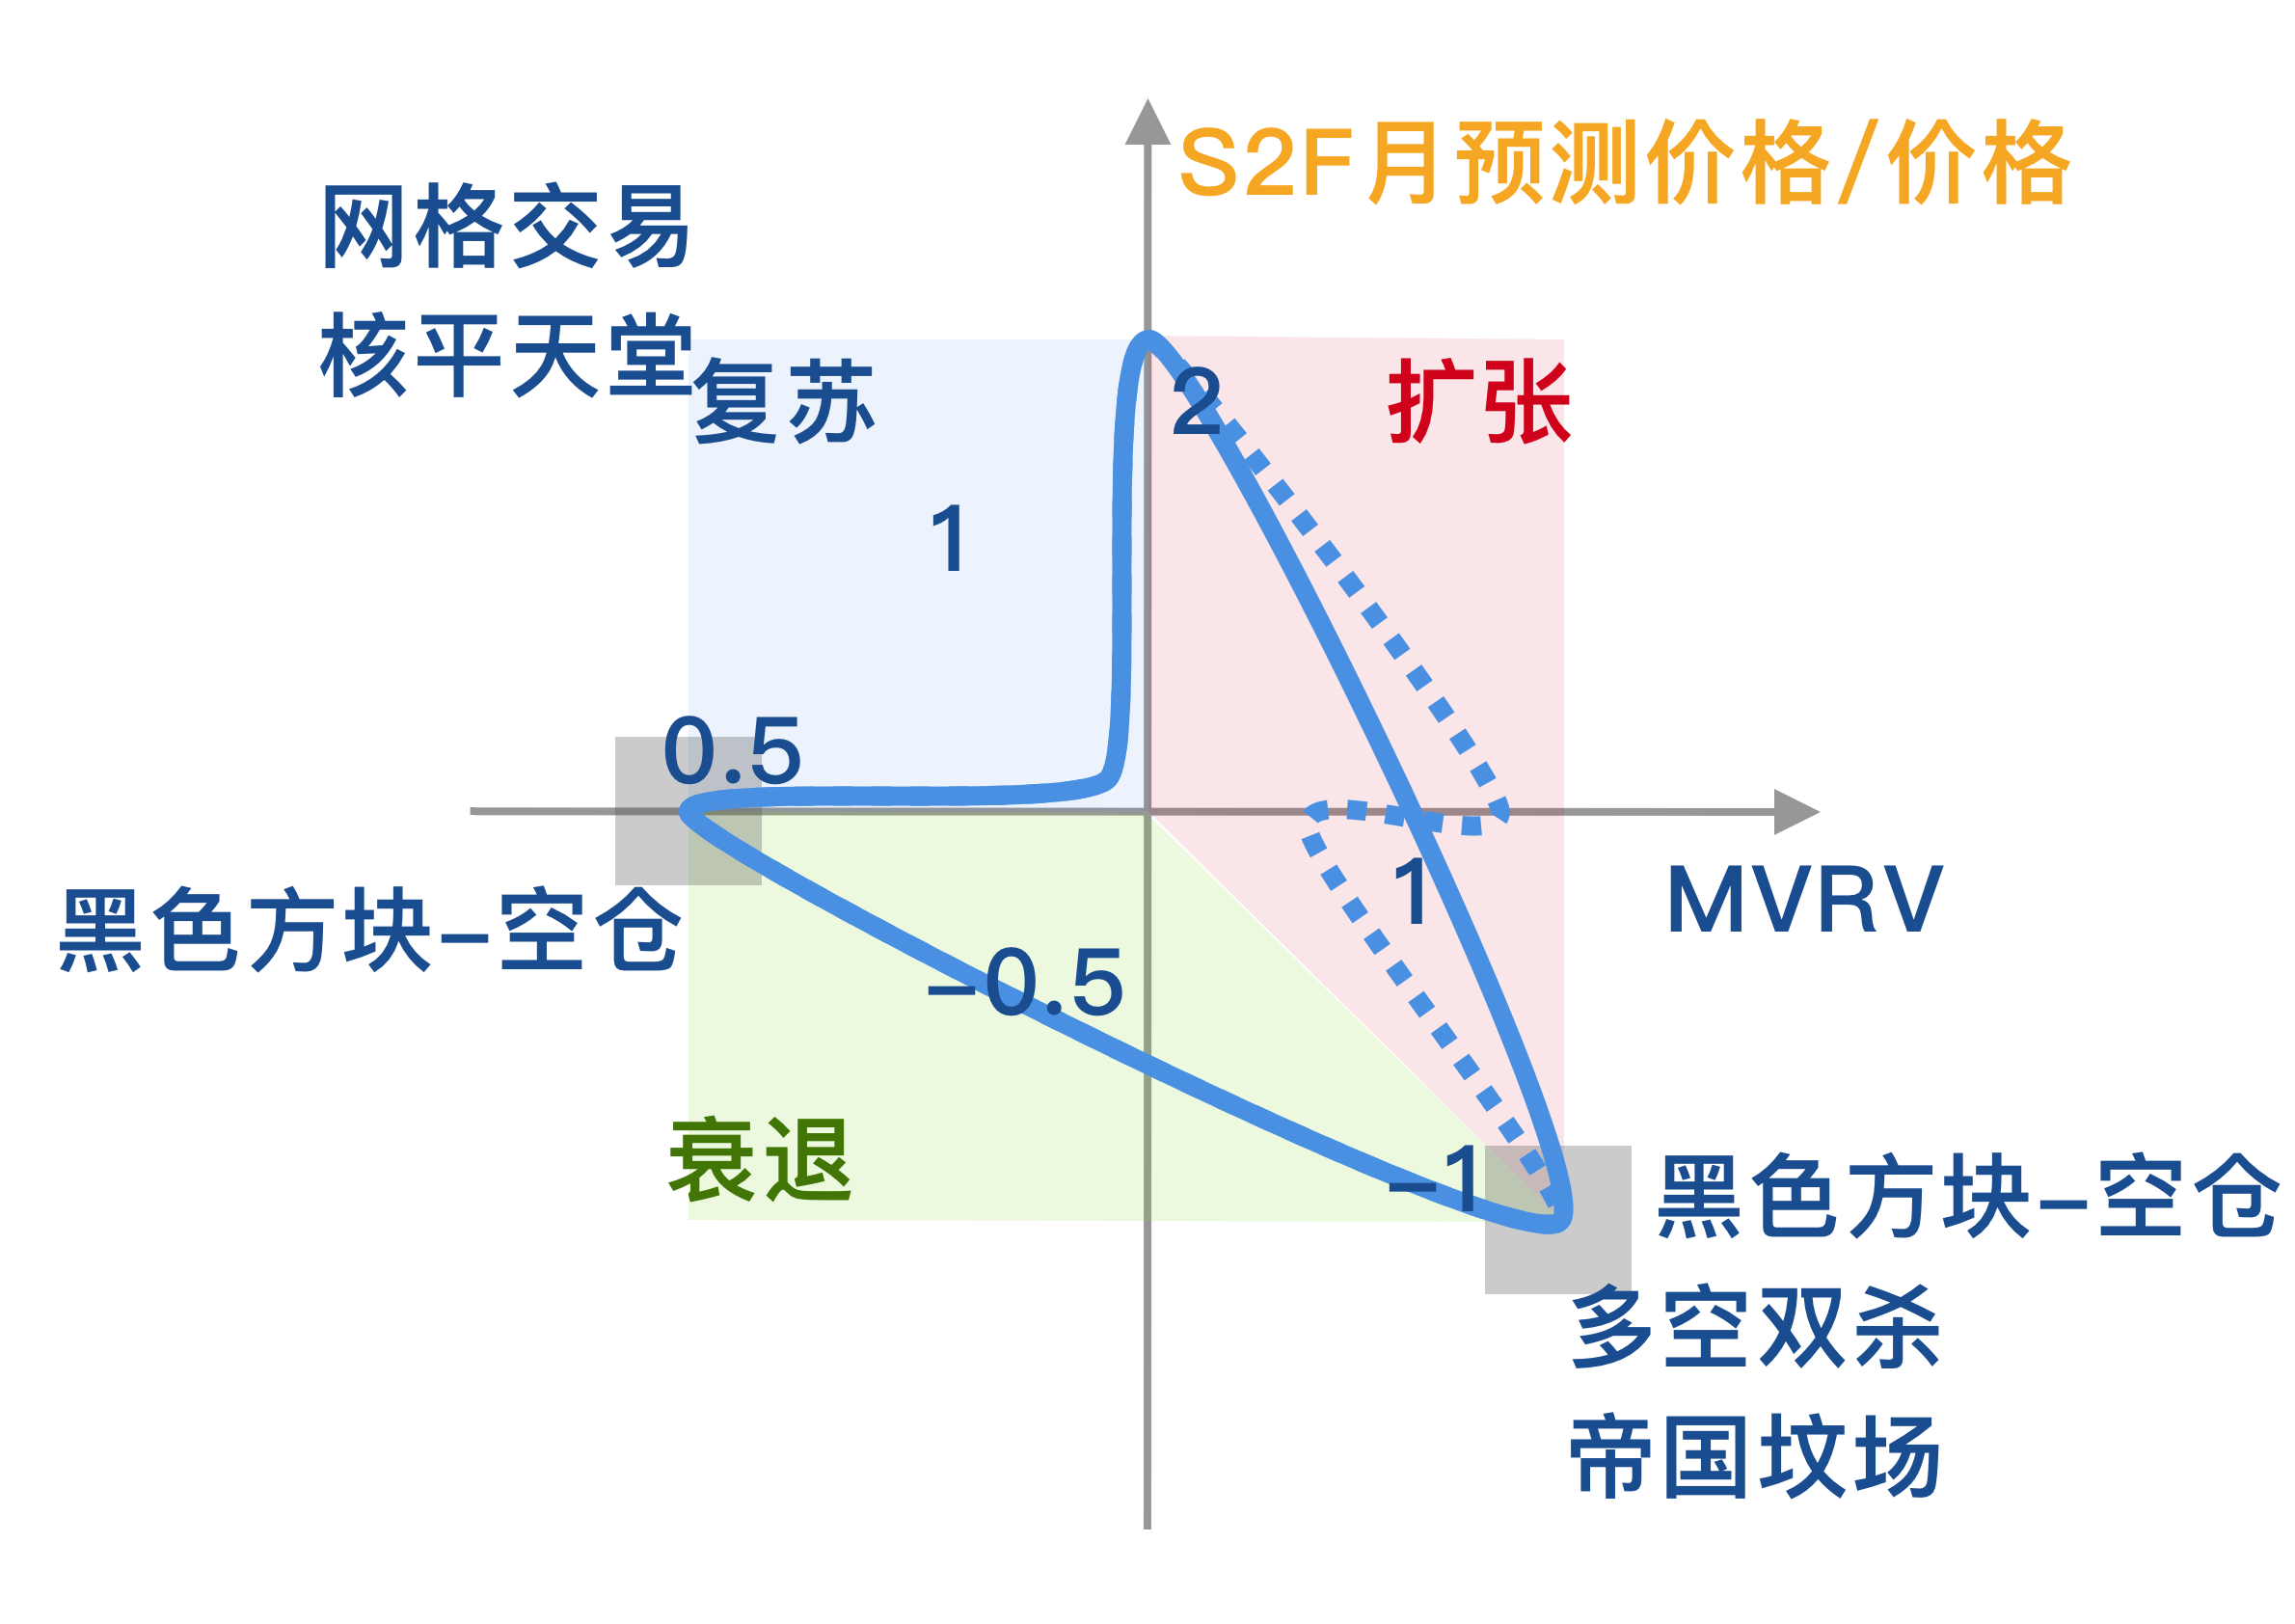 S2F月预测价格/价格
网格交易
核平天堂
复苏
2
扩张
1
0.5
1
MVRV
黑色方块-空仓
-0.5
衰退
-1
黑色方块-空仓
多空双杀
帝国坟场